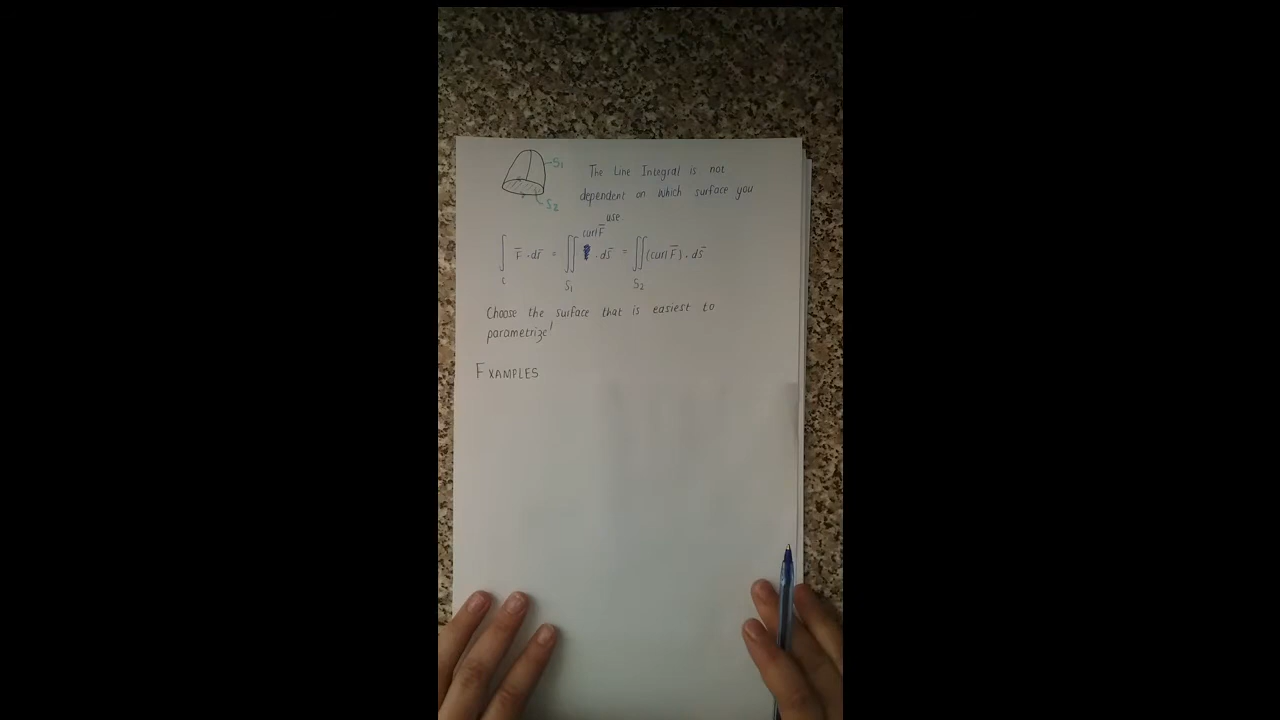 S1
The Line Integral is not
dependent on which surface you
use.
S2
∫c F̅ · dr̅ = ∬S1 curl F̅ · ds̅ = ∬S2 (curl F̅) · ds̅
Choose the surface that is easiest to
parametrize!
EXAMPLES